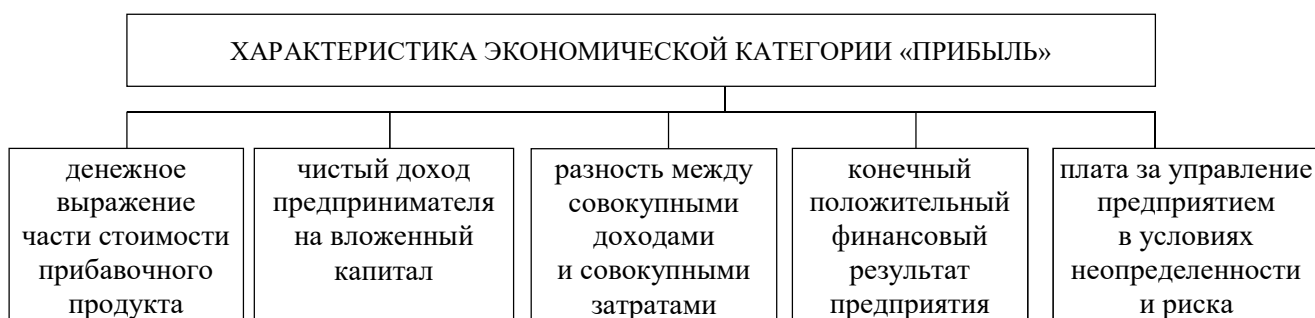 ХАРАКТЕРИСТИКА ЭКОНОМИЧЕСКОЙ КАТЕГОРИИ «ПРИБЫЛЬ»
денежное
выражение
части стоимости
прибавочного
продукта
чистый доход
предпринимателя
на вложенный
капитал
разность между
совокупными
доходами
и совокупными
затратами
конечный
положительный
финансовый
результат
предприятия
плата за управление
предприятием
в условиях
неопределенности
и риска